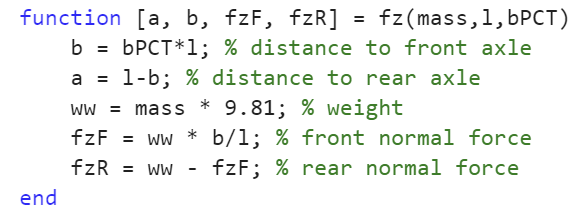 function [a, b, fzF, fzR] = fz(mass,l,bPCT)
b = bPCT*l; % distance to front axle
a = l-b; % distance to rear axle
ww = mass * 9.81; % weight
fzF = ww * b/l; % front normal force
fzR = ww - fzF; % rear normal force
end